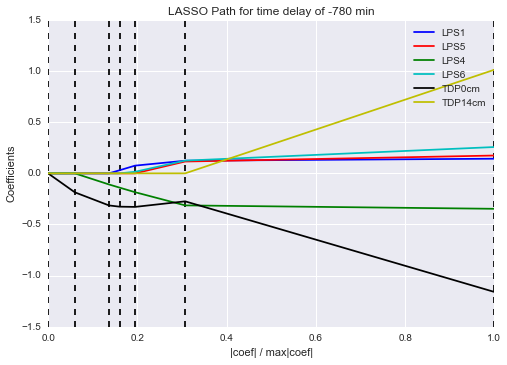 LASSO Path for time delay of -780 min
1.5
1.0
0.5
0.0
−0.5
−1.0
−1.5
Coefficients
LPS1
LPS5
LPS4
LPS6
TDP0cm
TDP14cm
0.0 0.2 0.4 0.6 0.8 1.0
|coef| / max|coef|